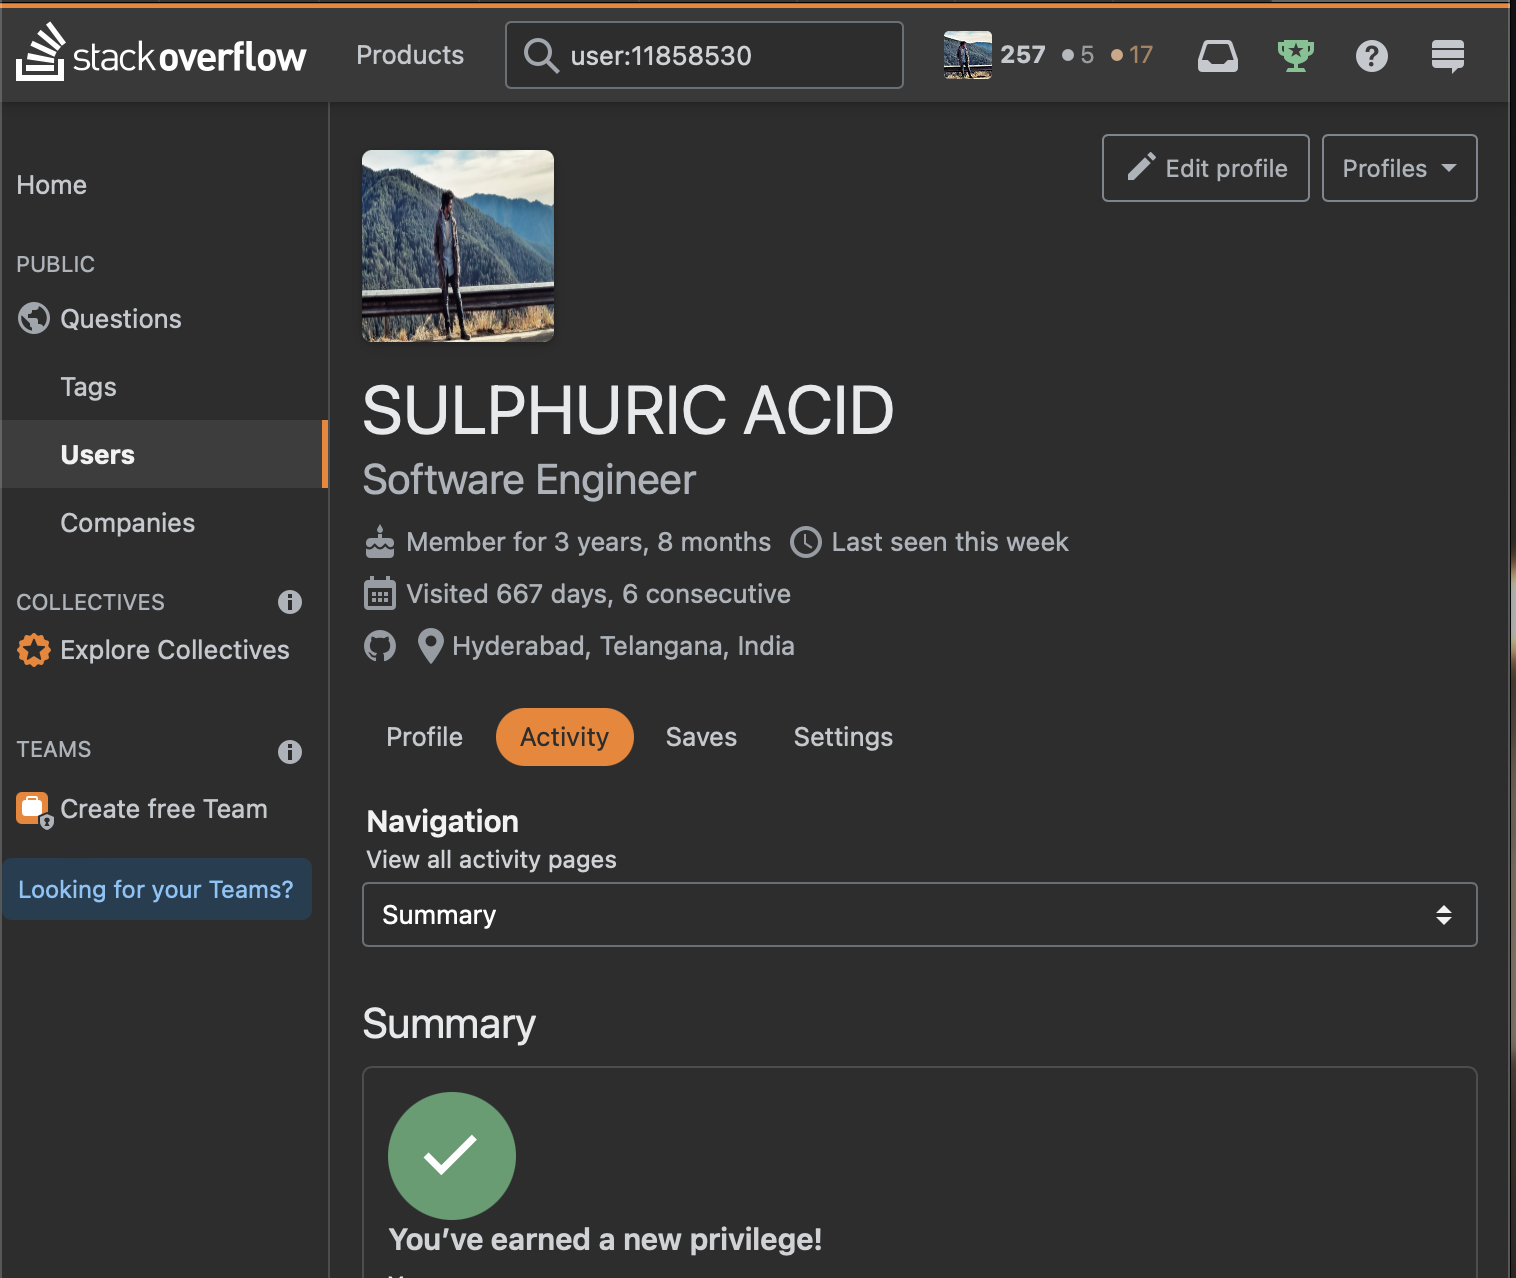 stackoverflow
Products
user:11858530
257
5
17
Home
PUBLIC
Questions
Tags
Users
Companies
COLLECTIVES
Explore Collectives
TEAMS
Create free Team
Looking for your Teams?
Edit profile
Profiles
SULPHURIC ACID
Software Engineer
Member for 3 years, 8 months
Last seen this week
Visited 667 days, 6 consecutive
Hyderabad, Telangana, India
Profile
Activity
Saves
Settings
Navigation
View all activity pages
Summary
Summary
You’ve earned a new privilege!